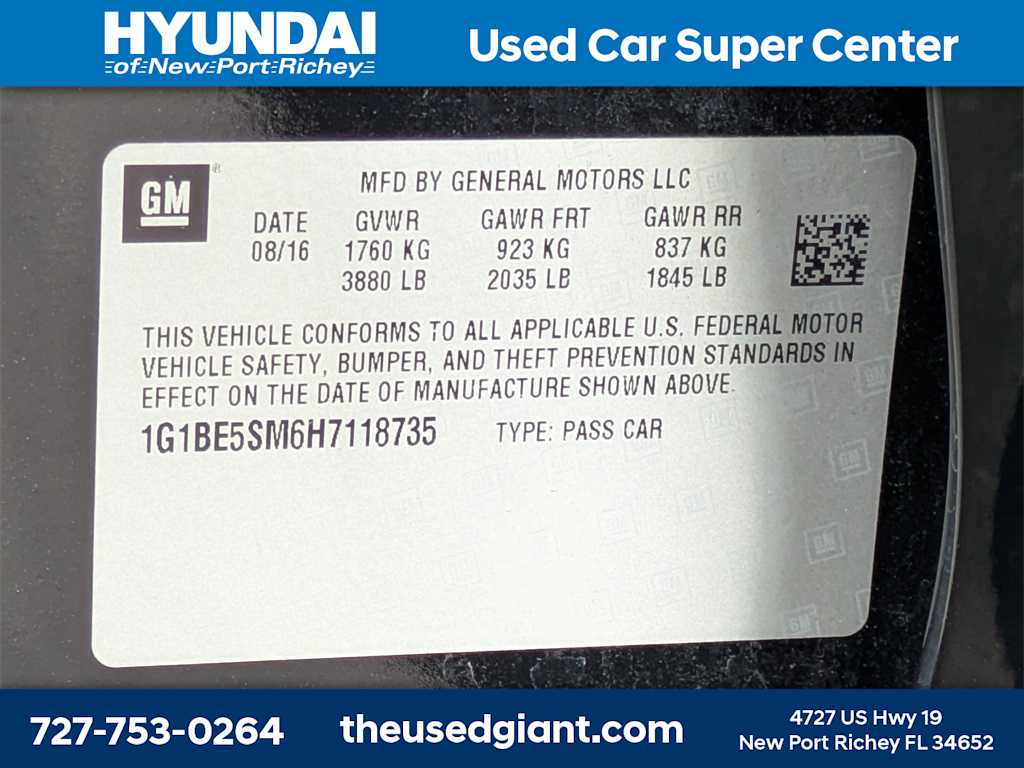 HYUNDAI
of New Port Richey
Used Car Super Center
GM ®
MFD BY GENERAL MOTORS LLC
DATE GVWR GAWR FRT GAWR RR
08/16 1760 KG 923 KG 837 KG
3880 LB 2035 LB 1845 LB
THIS VEHICLE CONFORMS TO ALL APPLICABLE U.S. FEDERAL MOTOR
VEHICLE SAFETY, BUMPER, AND THEFT PREVENTION STANDARDS IN
EFFECT ON THE DATE OF MANUFACTURE SHOWN ABOVE.
1G1BE5SM6H7118735 TYPE: PASS CAR
727-753-0264
theusedgiant.com
4727 US Hwy 19
New Port Richey FL 34652